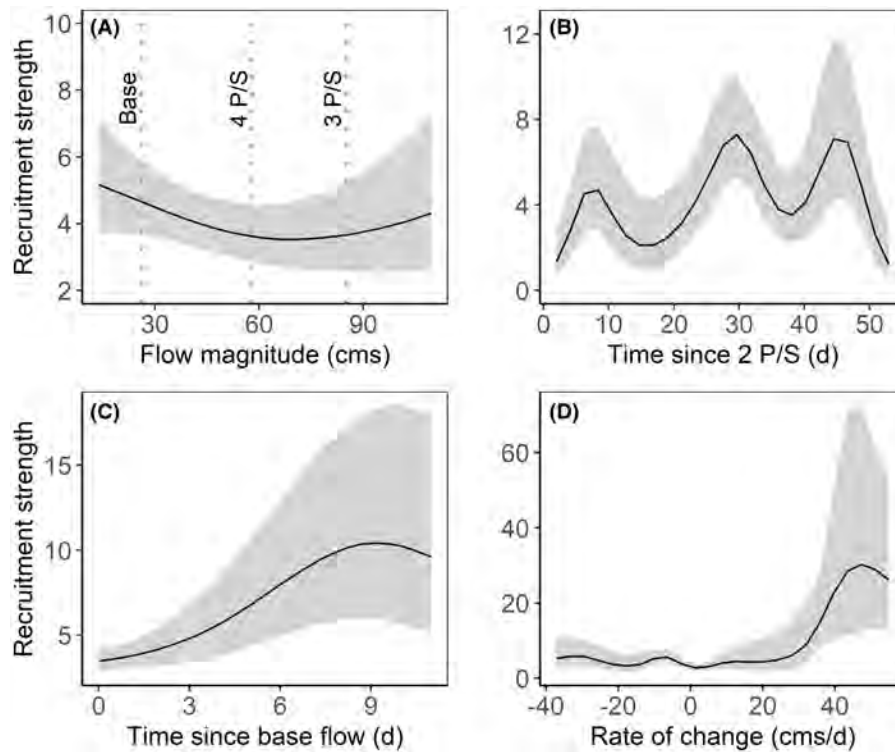 (A)
Base
4 P/S
3 P/S
10
8
6
4
2
30
60
90
Recruitment strength
Flow magnitude (cms)
(B)
12
8
4
0
0
10
20
30
40
50
Time since 2 P/S (d)
(C)
15
10
5
0
3
6
9
Recruitment strength
Time since base flow (d)
(D)
60
40
20
0
-40
-20
0
20
40
Rate of change (cms/d)